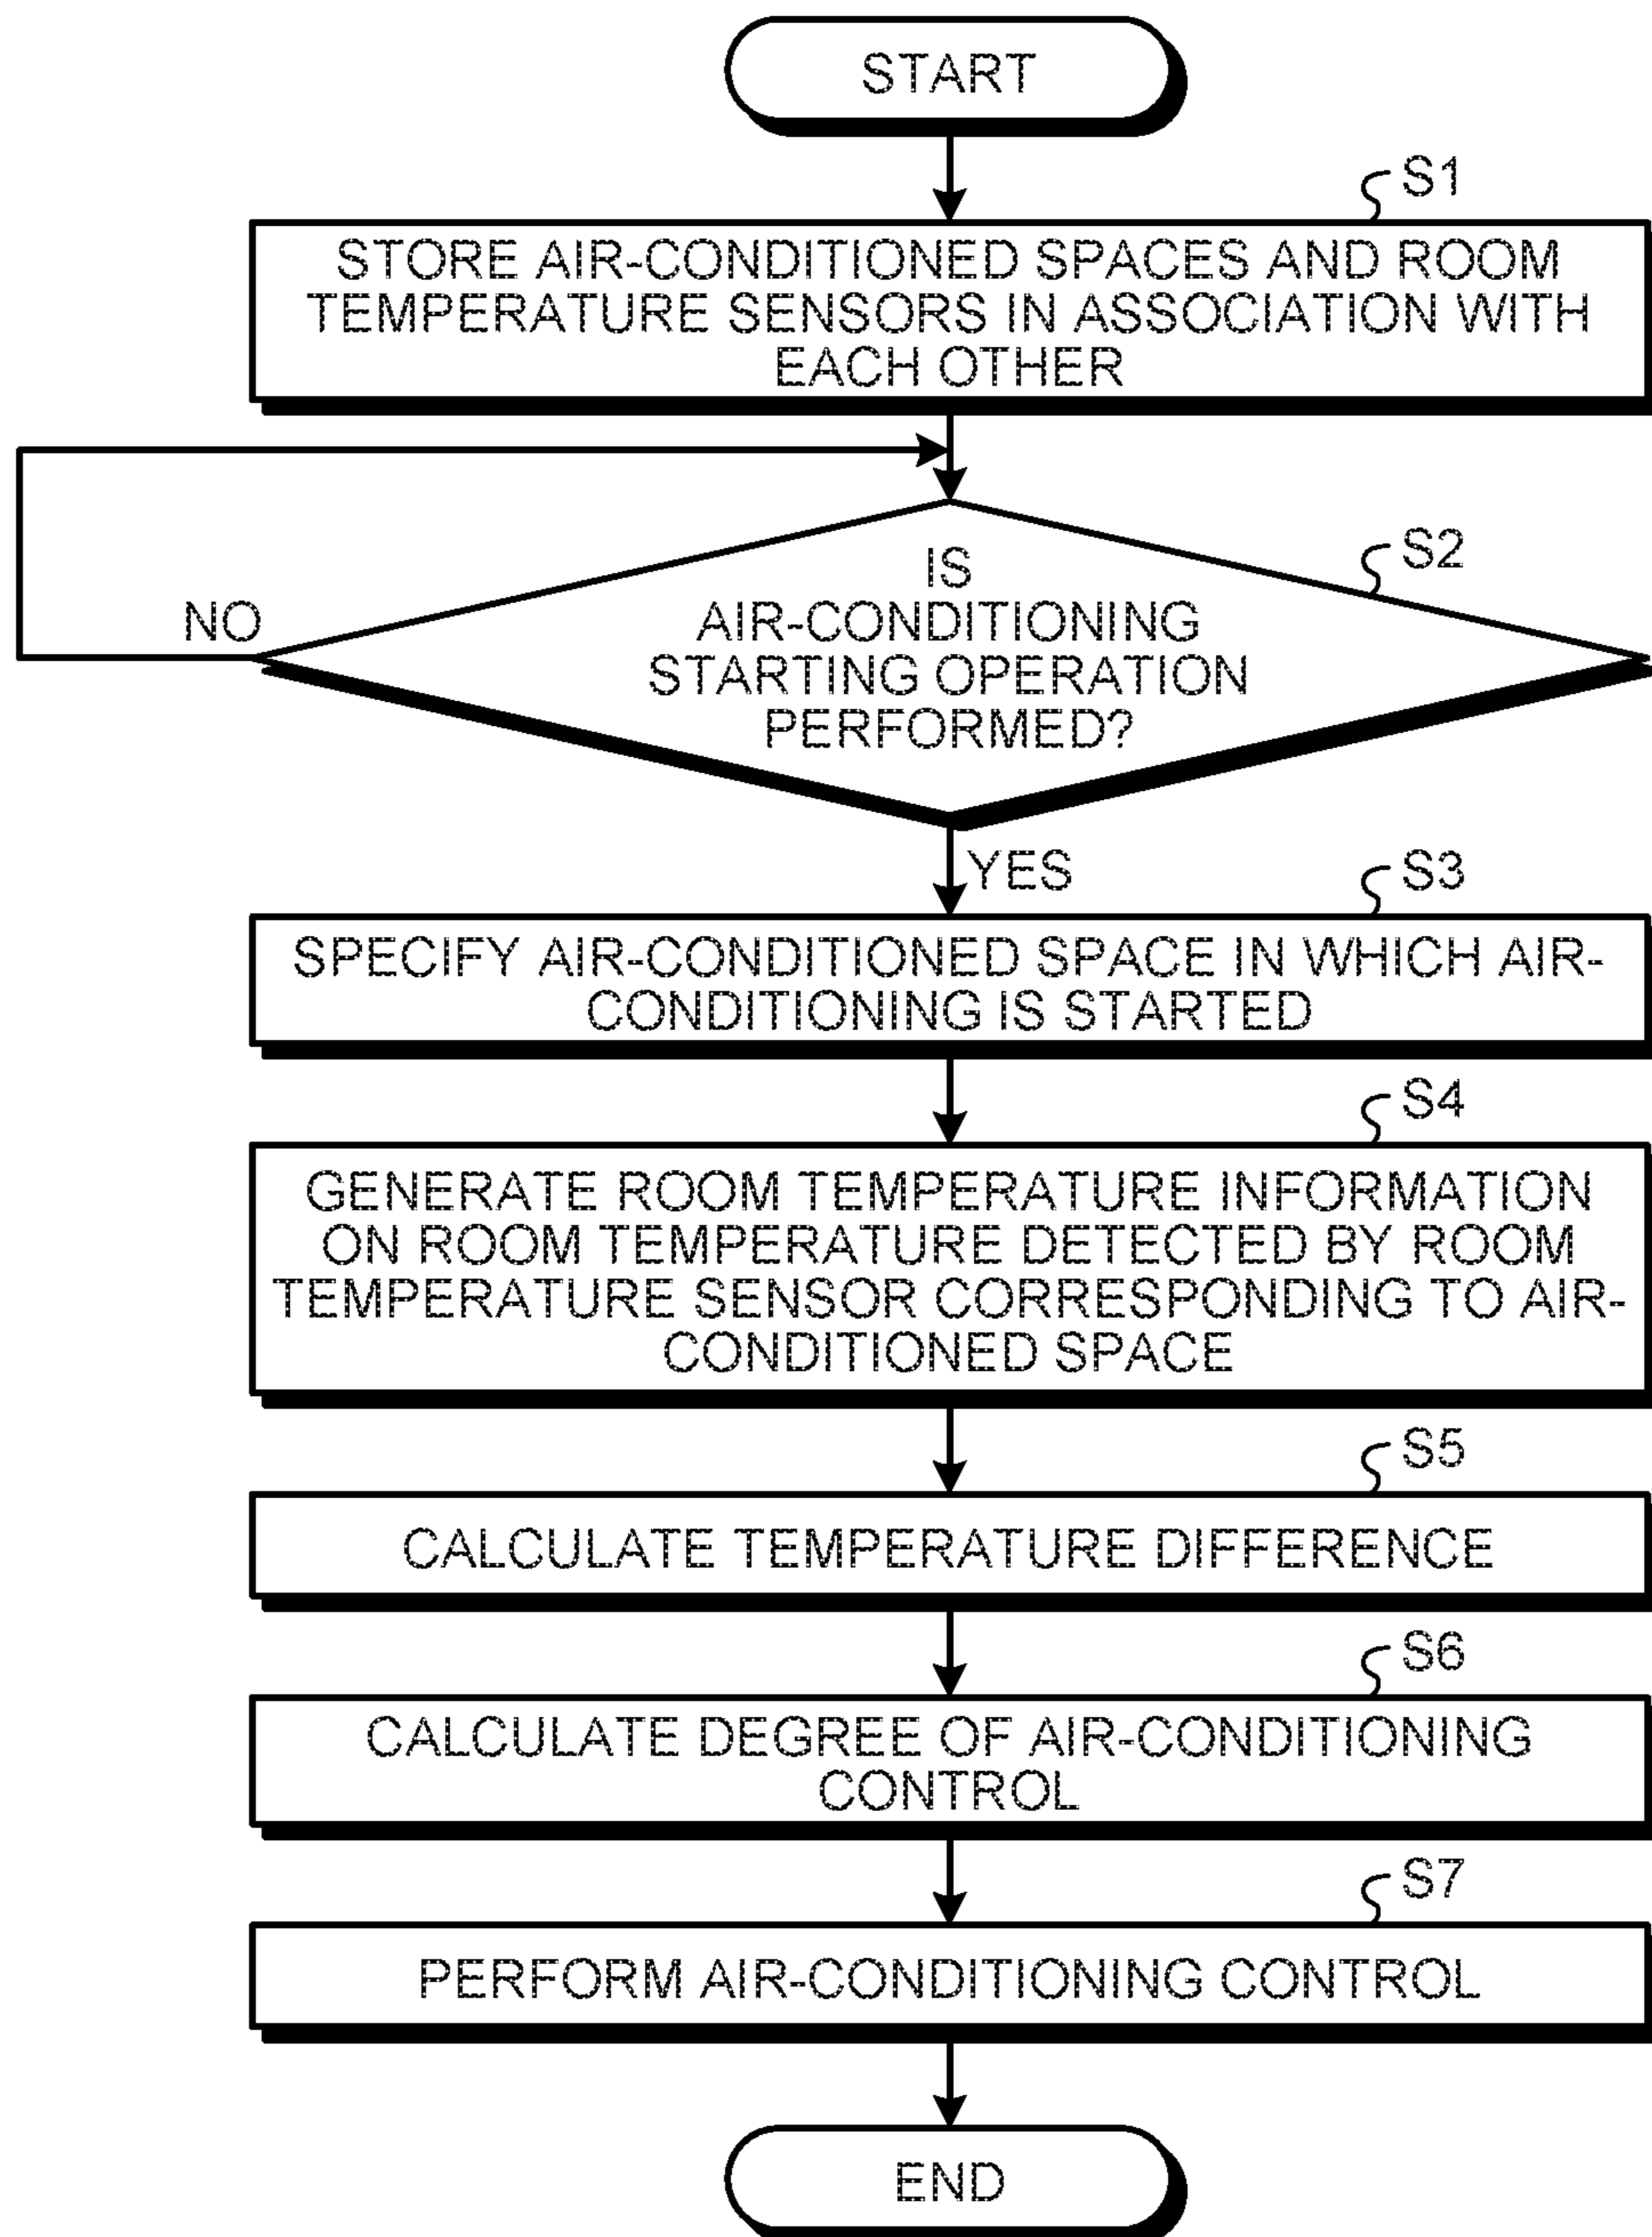 START
S1
STORE AIR-CONDITIONED SPACES AND ROOM
TEMPERATURE SENSORS IN ASSOCIATION WITH
EACH OTHER
S2
IS
AIR-CONDITIONING
STARTING OPERATION
PERFORMED?
NO
YES
S3
SPECIFY AIR-CONDITIONED SPACE IN WHICH AIR-
CONDITIONING IS STARTED
S4
GENERATE ROOM TEMPERATURE INFORMATION
ON ROOM TEMPERATURE DETECTED BY ROOM
TEMPERATURE SENSOR CORRESPONDING TO AIR-
CONDITIONED SPACE
S5
CALCULATE TEMPERATURE DIFFERENCE
S6
CALCULATE DEGREE OF AIR-CONDITIONING
CONTROL
S7
PERFORM AIR-CONDITIONING CONTROL
END